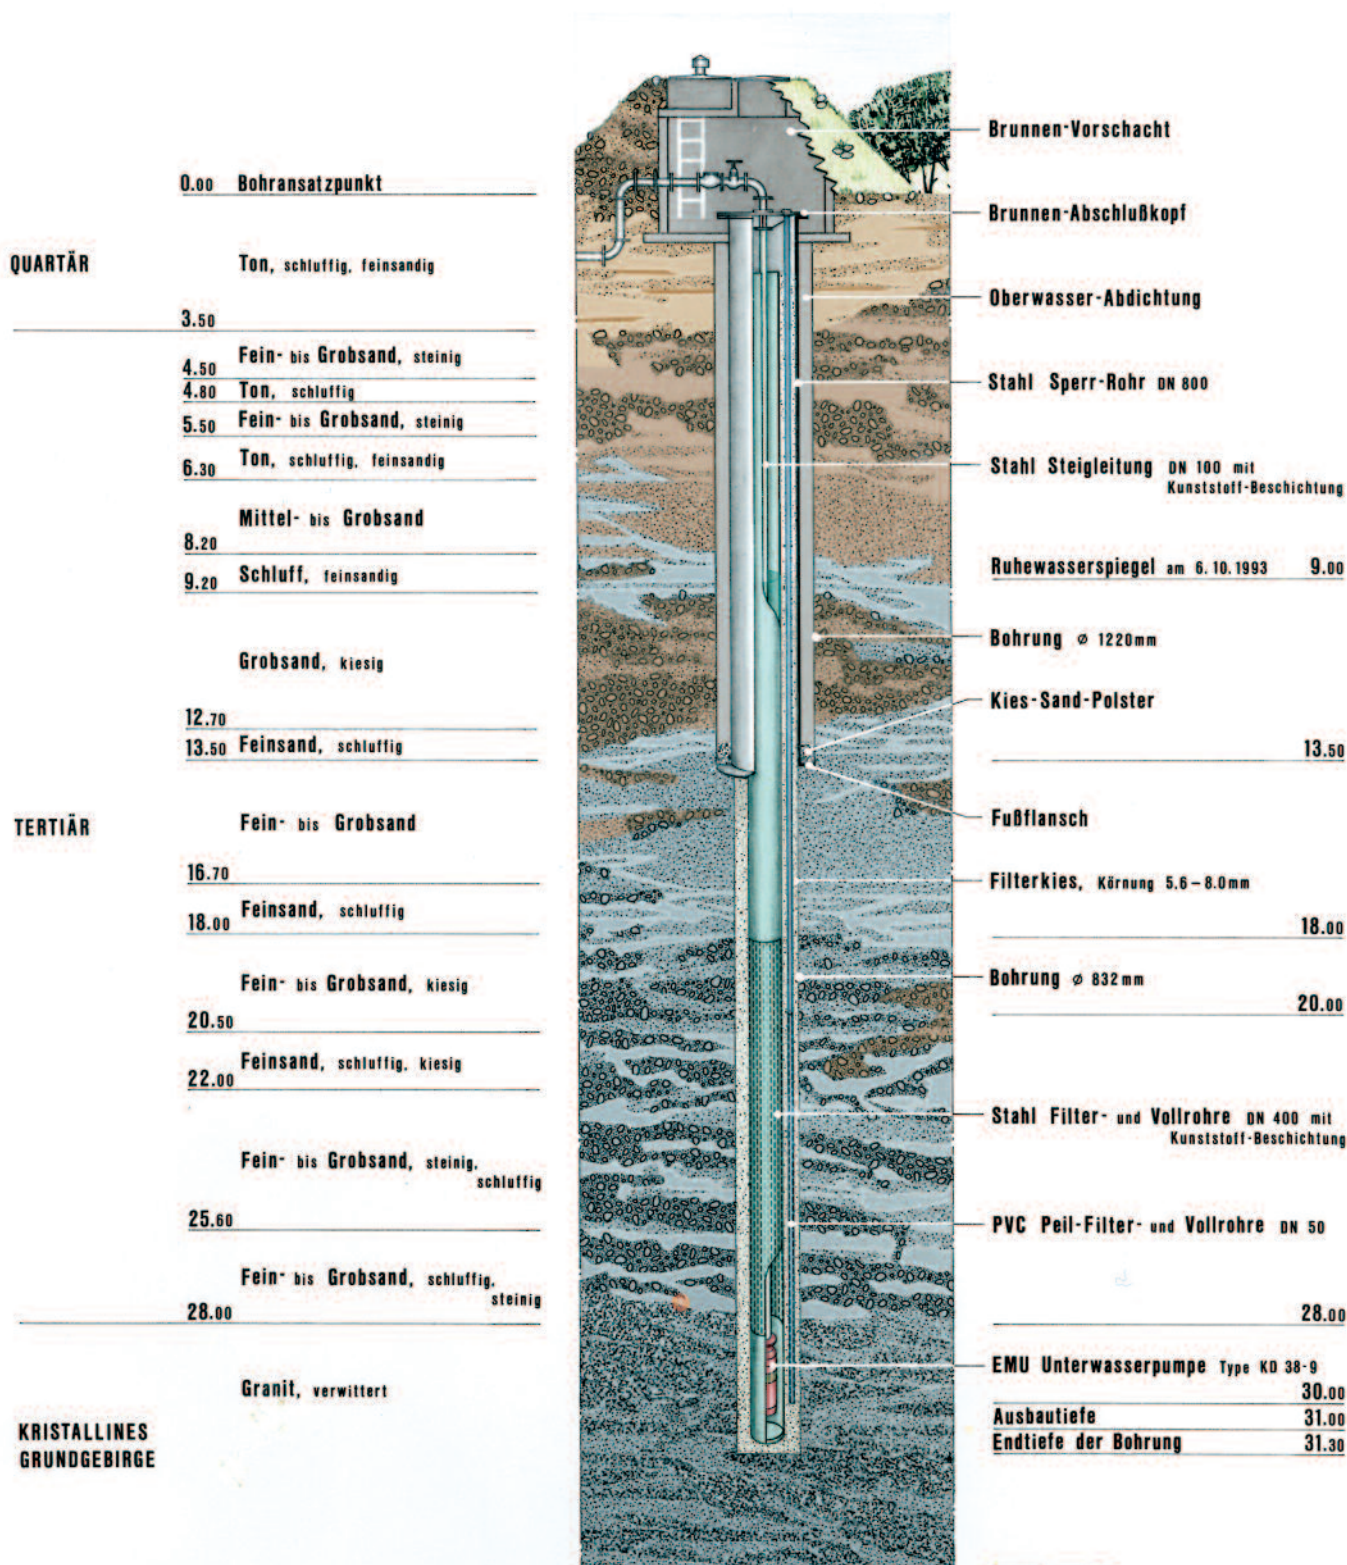 0.00 Bohransatzpunkt
QUARTÄR
Ton, schluffig, feinsandig
3.50
Fein- bis Grobsand, steinig
4.50
4.80 Ton, schluffig
5.50 Fein- bis Grobsand, steinig
6.30 Ton, schluffig, feinsandig
Mittel- bis Grobsand
8.20
9.20 Schluff, feinsandig
Grobsand, kiesig
12.70
13.50 Feinsand, schluffig
TERTIÄR
Fein- bis Grobsand
16.70
18.00 Feinsand, schluffig
Fein- bis Grobsand, kiesig
20.50
Feinsand, schluffig, kiesig
22.00
Fein- bis Grobsand, steinig,
schluffig
25.60
Fein- bis Grobsand, schluffig,
steinig
28.00
Granit, verwittert
KRISTALLINES
GRUNDGEBIRGE
Brunnen-Vorschacht
Brunnen-Abschlußkopf
Oberwasser-Abdichtung
Stahl Sperr-Rohr DN 800
Stahl Steigleitung DN 100 mit
Kunststoff-Beschichtung
Ruhewasserspiegel am 6.10.1993 9.00
Bohrung ⌀ 1220mm
Kies-Sand-Polster
13.50
Fußflansch
Filterkies, Körnung 5.6–8.0mm
18.00
Bohrung ⌀ 832mm
20.00
Stahl Filter- und Vollrohre DN 400 mit
Kunststoff-Beschichtung
PVC Peil-Filter- und Vollrohre DN 50
28.00
EMU Unterwasserpumpe Type KD 38-9
30.00
Ausbautiefe 31.00
Endtiefe der Bohrung 31.30